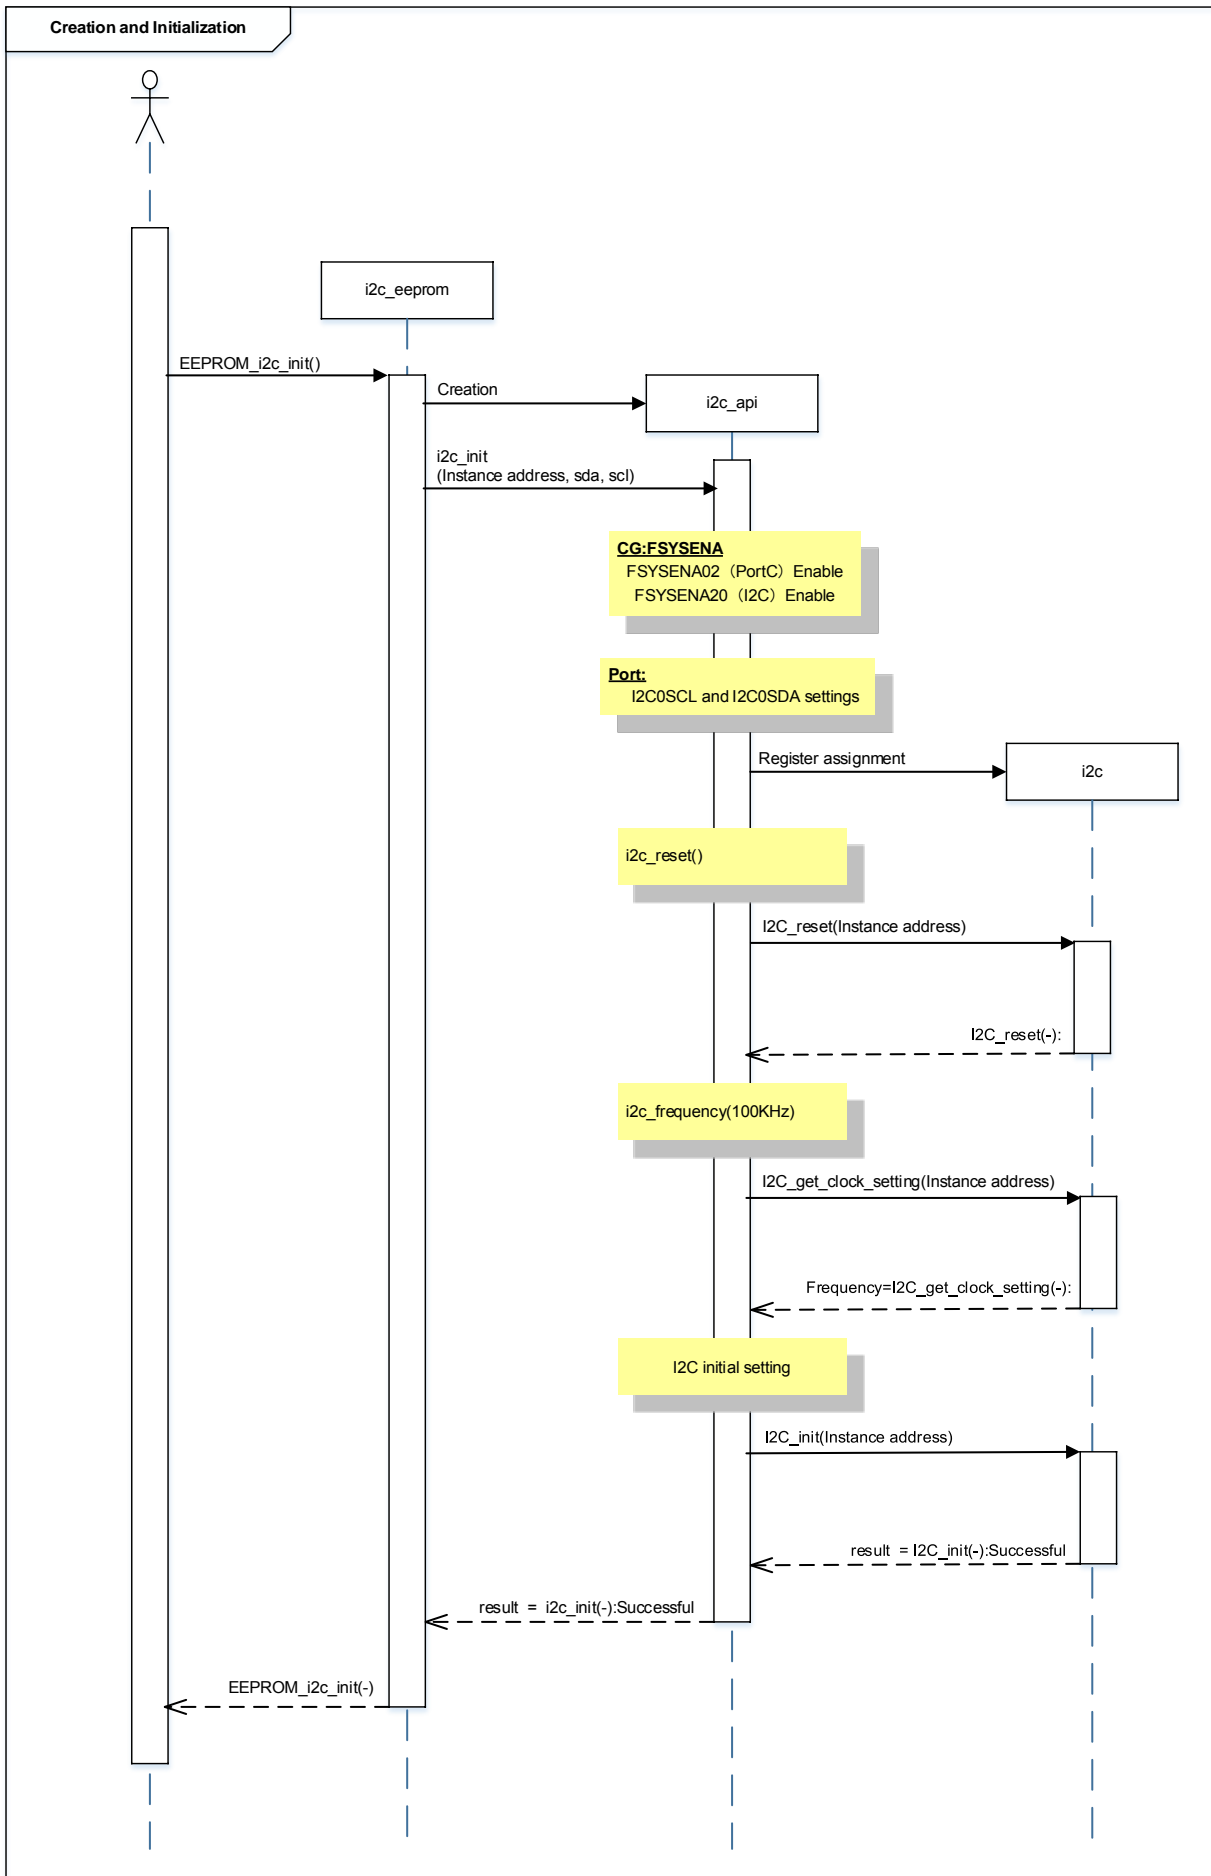 Creation and Initialization
i2c_eeprom
EEPROM_i2c_init()
Creation
i2c_api
i2c_init
(Instance address, sda, scl)
CG:FSYSENA
FSYSENA02（PortC）Enable
FSYSENA20（I2C）Enable
Port:
I2C0SCL and I2C0SDA settings
Register assignment
i2c
i2c_reset()
I2C_reset(Instance address)
I2C_reset(-):
i2c_frequency(100KHz)
I2C_get_clock_setting(Instance address)
Frequency=I2C_get_clock_setting(-):
I2C initial setting
I2C_init(Instance address)
result = I2C_init(-):Successful
result = i2c_init(-):Successful
EEPROM_i2c_init(-)